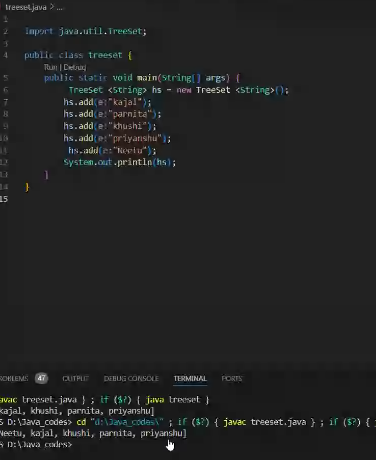 treeset.java > ...
1
2 import java.util.TreeSet;
3
4 public class treeset {
Run | Debug
5 public static void main(String[] args) {
6 TreeSet <String> hs = new TreeSet <String>();
7 hs.add(e:"kajal");
8 hs.add(e:"parnita");
9 hs.add(e:"khushi");
10 hs.add(e:"priyanshu");
11 hs.add(e:"Neetu");
12 System.out.println(hs);
13 }
14 }
15
ROBLEMS 47 OUTPUT DEBUG CONSOLE TERMINAL PORTS
avac treeset.java } ; if ($?) { java treeset }
kajal, khushi, parnita, priyanshu]
S D:\Java_codes> cd "d:\Java_codes\" ; if ($?) { javac treeset.java } ; if ($?) {
Neetu, kajal, khushi, parnita, priyanshu]
S D:\Java_codes>